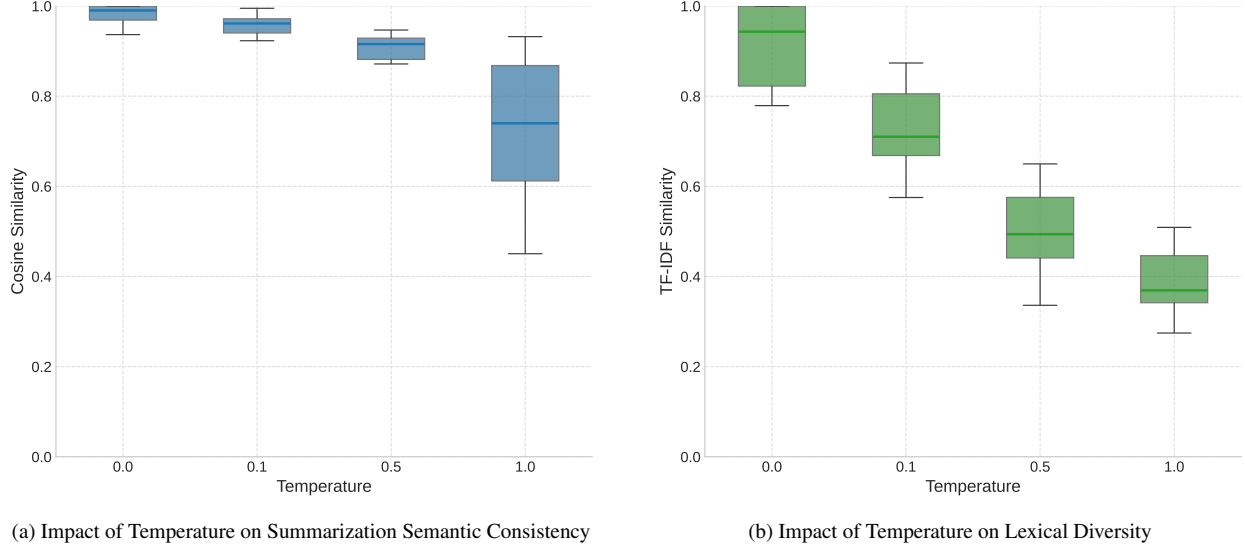 1.0
0.8
0.6
0.4
0.2
0.0
Cosine Similarity
0.0 0.1 0.5 1.0
Temperature
(a) Impact of Temperature on Summarization Semantic Consistency
1.0
0.8
0.6
0.4
0.2
0.0
TF-IDF Similarity
0.0 0.1 0.5 1.0
Temperature
(b) Impact of Temperature on Lexical Diversity